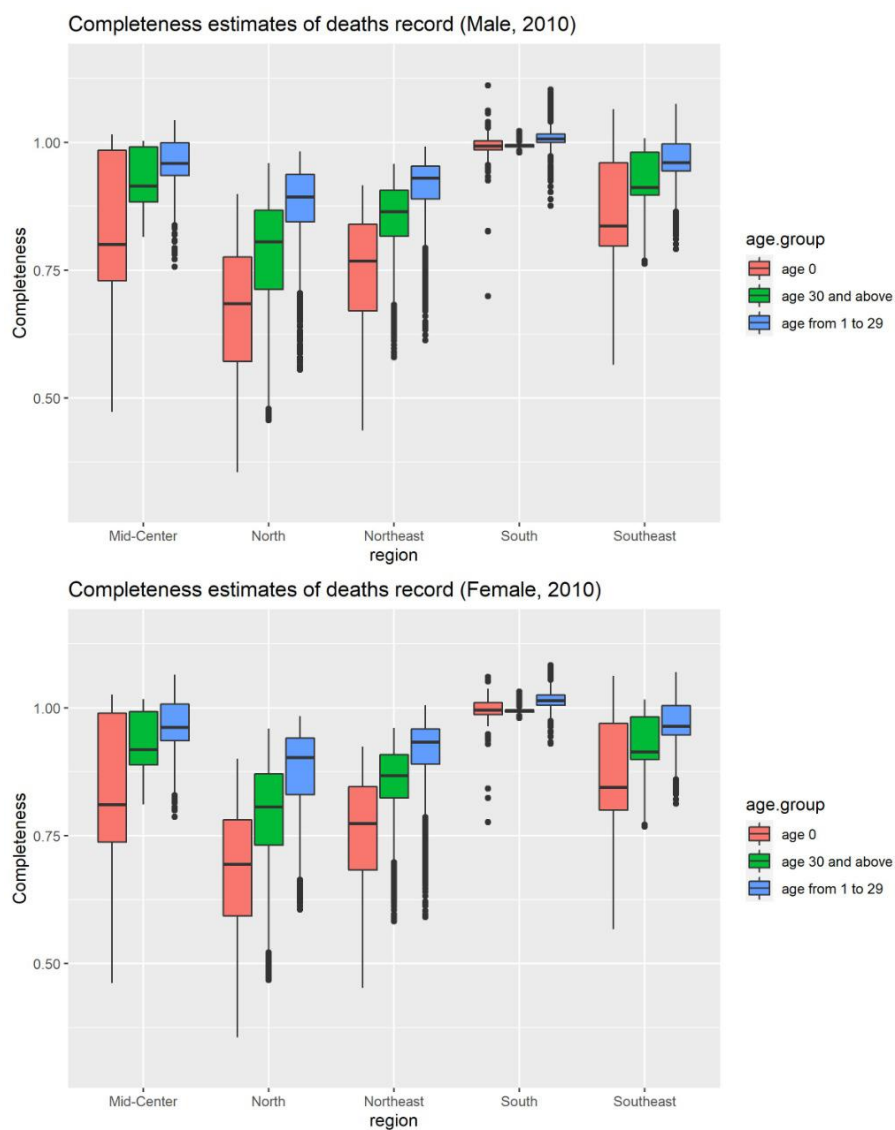 Completeness estimates of deaths record (Male, 2010)
1.00
0.75
0.50
Completeness
Mid-Center
North
Northeast
South
Southeast
region
age.group
age 0
age 30 and above
age from 1 to 29
Completeness estimates of deaths record (Female, 2010)
1.00
0.75
0.50
Completeness
Mid-Center
North
Northeast
South
Southeast
region
age.group
age 0
age 30 and above
age from 1 to 29